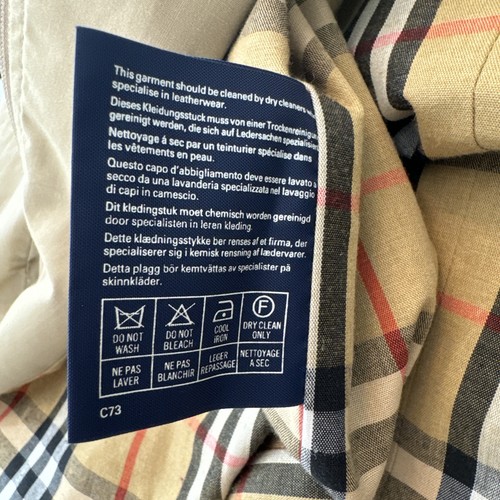 This garment should be cleaned by dry cleaners
specialise in leatherwear.
Dieses Kleidungsstuck muss von einer Trockenreinigung
gereinigt werden, die sich auf Ledersachen spezialisiert
Nettoyage á sec par un teinturier spécialise dans
les vêtements en peau.
Questo capo d'abbigliamento deve essere lavato a
secco da una lavanderia specializzata nel lavaggio
di capi in camescio.
Dit kledingstuk moet chemisch worden gereinigd
door specialisten in leren kleding.
Dette klædningsstykke bør renses af et firma, der
specialiserer sig i kemisk rensning af lædervarer.
Detta plagg bör kemtvättas av specialister på
skinnkläder.
F
DO NOT WASH
DO NOT BLEACH
COOL IRON
DRY CLEAN ONLY
NE PAS LAVER
NE PAS BLANCHIR
LEGER REPASSAGE
NETTOYAGE A SEC
C73